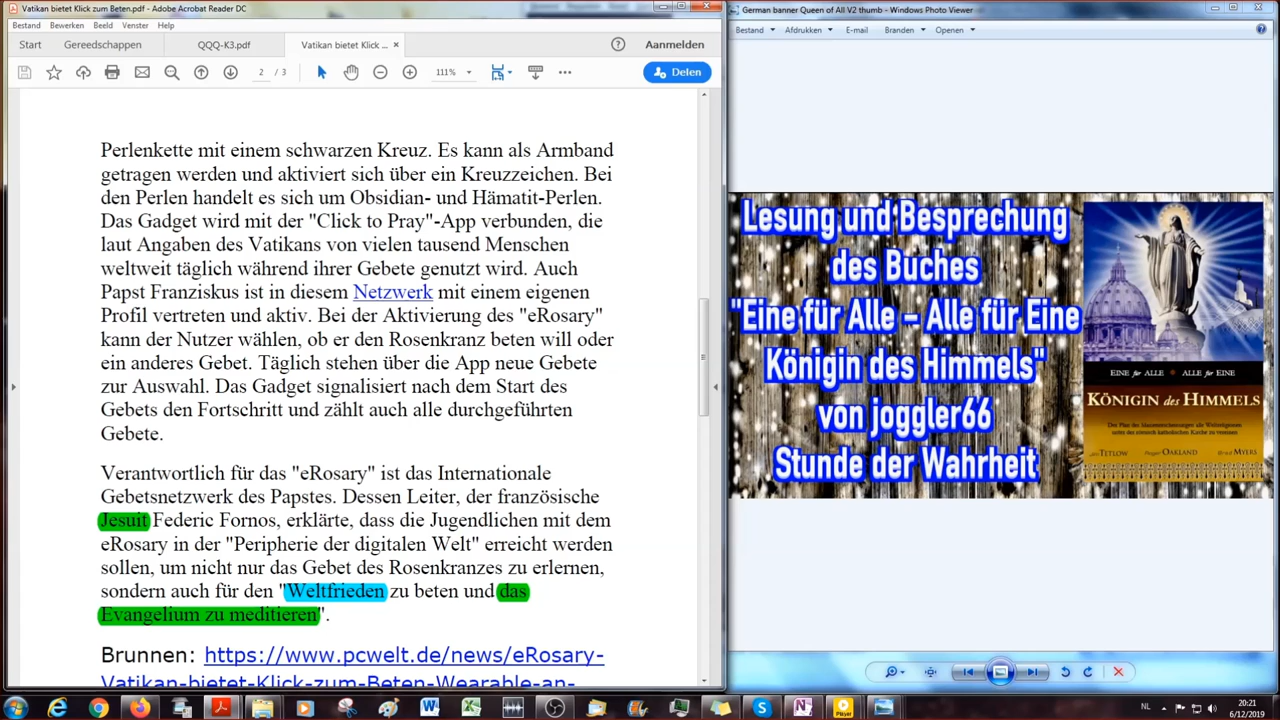 Vatikan bietet Klick zum Beten.pdf - Adobe Acrobat Reader DC
Bestand Bewerken Beeld Venster Help
Start Gereedschappen QQQ-K3.pdf Vatikan bietet Klick ... × Aanmelden
2 / 3 111% Delen
Perlenkette mit einem schwarzen Kreuz. Es kann als Armband
getragen werden und aktiviert sich über ein Kreuzzeichen. Bei
den Perlen handelt es sich um Obsidian- und Hämatit-Perlen.
Das Gadget wird mit der "Click to Pray"-App verbunden, die
laut Angaben des Vatikans von vielen tausend Menschen
weltweit täglich während ihrer Gebete genutzt wird. Auch
Papst Franziskus ist in diesem Netzwerk mit einem eigenen
Profil vertreten und aktiv. Bei der Aktivierung des "eRosary"
kann der Nutzer wählen, ob er den Rosenkranz beten will oder
ein anderes Gebet. Täglich stehen über die App neue Gebete
zur Auswahl. Das Gadget signalisiert nach dem Start des
Gebets den Fortschritt und zählt auch alle durchgeführten
Gebete.
Verantwortlich für das "eRosary" ist das Internationale
Gebetsnetzwerk des Papstes. Dessen Leiter, der französische
Jesuit Federic Fornos, erklärte, dass die Jugendlichen mit dem
eRosary in der "Peripherie der digitalen Welt" erreicht werden
sollen, um nicht nur das Gebet des Rosenkranzes zu erlernen,
sondern auch für den "Weltfrieden zu beten und das
Evangelium zu meditieren".
Brunnen: https://www.pcwelt.de/news/eRosary-
Vatikan-bietet-Klick-zum-Beten-Wearable-an-
German banner Queen of All V2 thumb - Windows Photo Viewer
Bestand Afdrukken E-mail Branden Openen
Lesung und Besprechung
des Buches
"Eine für Alle – Alle für Eine
Königin des Himmels"
von joggler66
Stunde der Wahrheit
EINE für ALLE ALLE für EINE
KÖNIGIN des HIMMELS
TETLOW OAKLAND MYERS
NL 20:21
6/12/2019